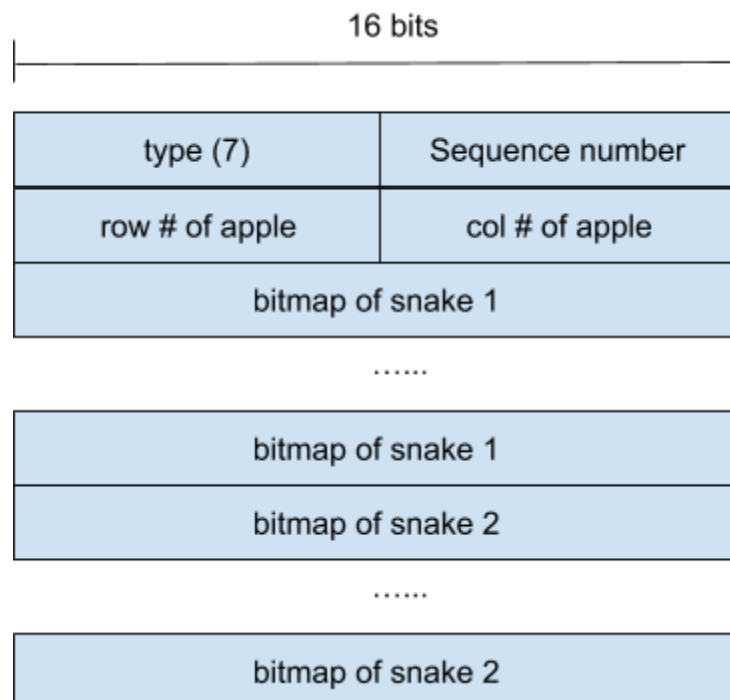 16 bits
type (7) Sequence number
row # of apple col # of apple
bitmap of snake 1
…...
bitmap of snake 1
bitmap of snake 2
…...
bitmap of snake 2